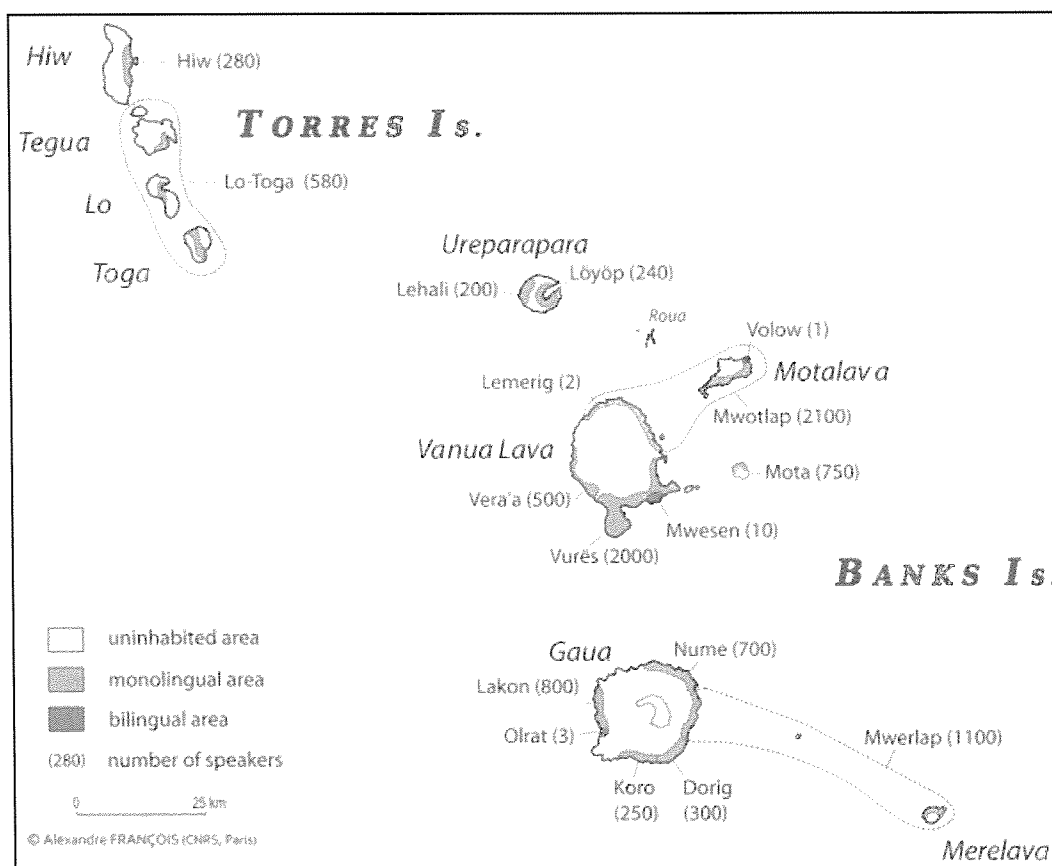 Hiw
Hiw (280)
TORRES Is.
Tegua
Lo-Toga (580)
Lo
Toga
Ureparapara
Löyöp (240)
Lehali (200)
Roua
Volow (1)
Motalava
Lemerig (2)
Mwotlap (2100)
Vanua Lava
Mota (750)
Vera'a (500)
Mwesen (10)
Vurës (2000)
BANKS Is.
uninhabited area
monolingual area
bilingual area
(280) number of speakers
0 25 km
© Alexandre FRANÇOIS (CNRS, Paris)
Gaua
Nume (700)
Lakon (800)
Olrat (3)
Mwerlap (1100)
Koro
(250)
Dorig
(300)
Merelava